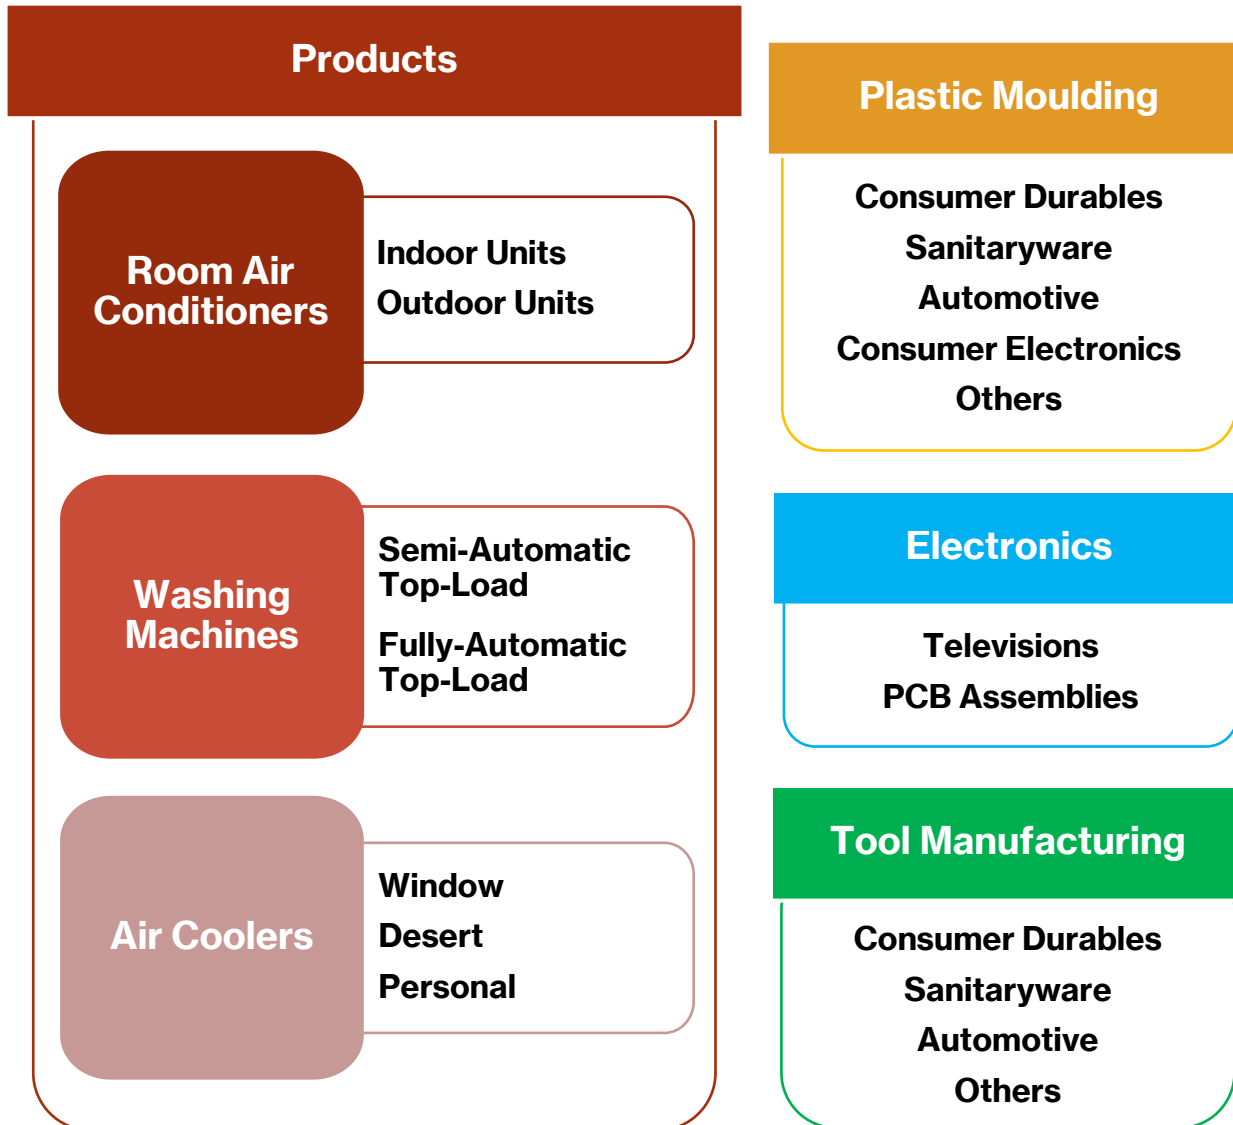 Products
Room Air
Conditioners
Indoor Units
Outdoor Units
Washing
Machines
Semi-Automatic
Top-Load
Fully-Automatic
Top-Load
Air Coolers
Window
Desert
Personal
Plastic Moulding
Consumer Durables
Sanitaryware
Automotive
Consumer Electronics
Others
Electronics
Televisions
PCB Assemblies
Tool Manufacturing
Consumer Durables
Sanitaryware
Automotive
Others